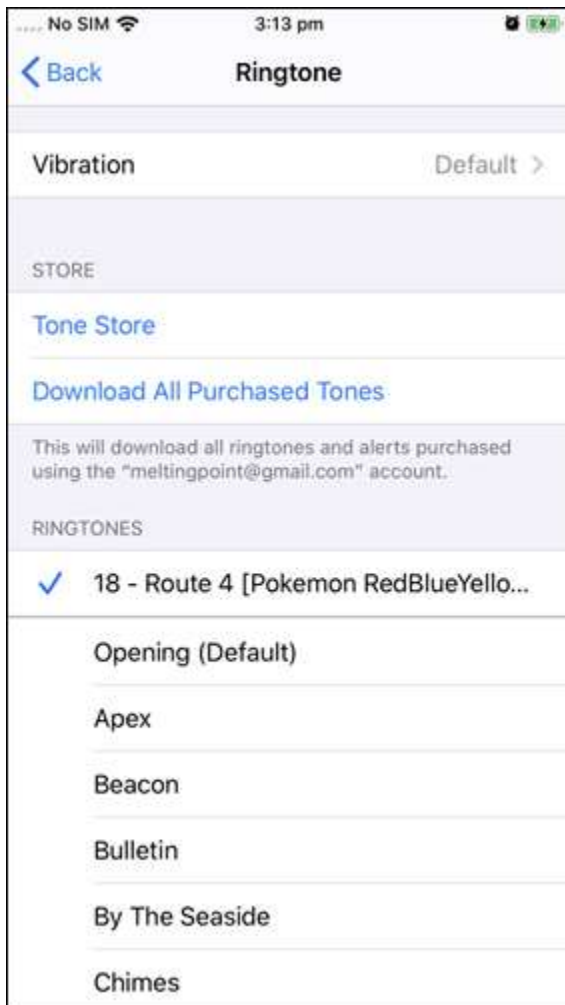 ..... No SIM 3:13 pm
Back Ringtone
Vibration Default
STORE
Tone Store
Download All Purchased Tones
This will download all ringtones and alerts purchased
using the “meltingpoint@gmail.com” account.
RINGTONES
18 - Route 4 [Pokemon RedBlueYello...
Opening (Default)
Apex
Beacon
Bulletin
By The Seaside
Chimes